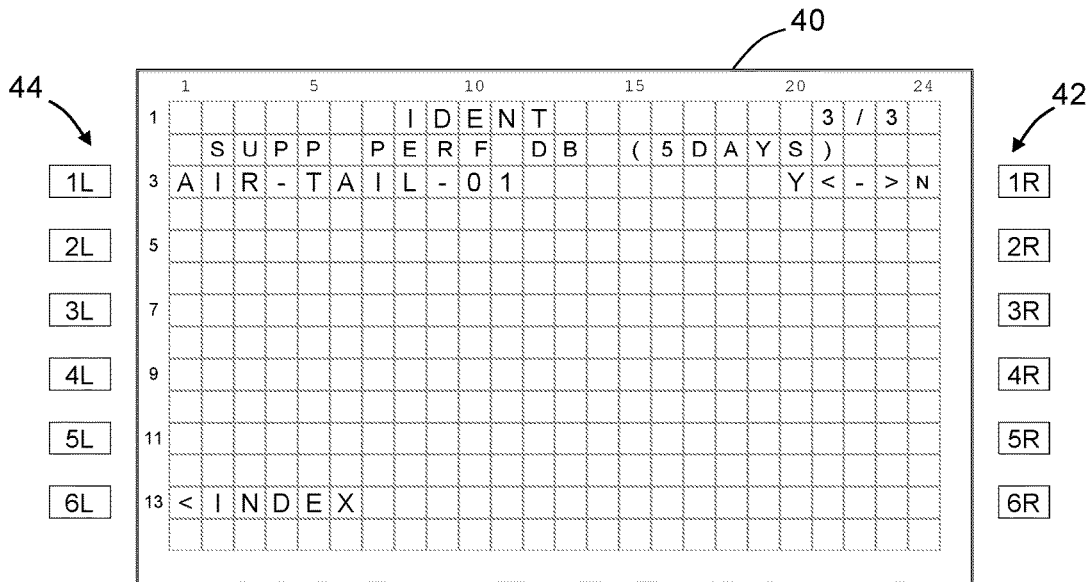 40
44
42
1 5 10 15 20 24
1 IDENT 3/3
SUPP PERF DB (5DAYS)
1L 3 AIR-TAIL-01 Y<->N 1R
2L 5 2R
3L 7 3R
4L 9 4R
5L 11 5R
6L 13 <INDEX 6R